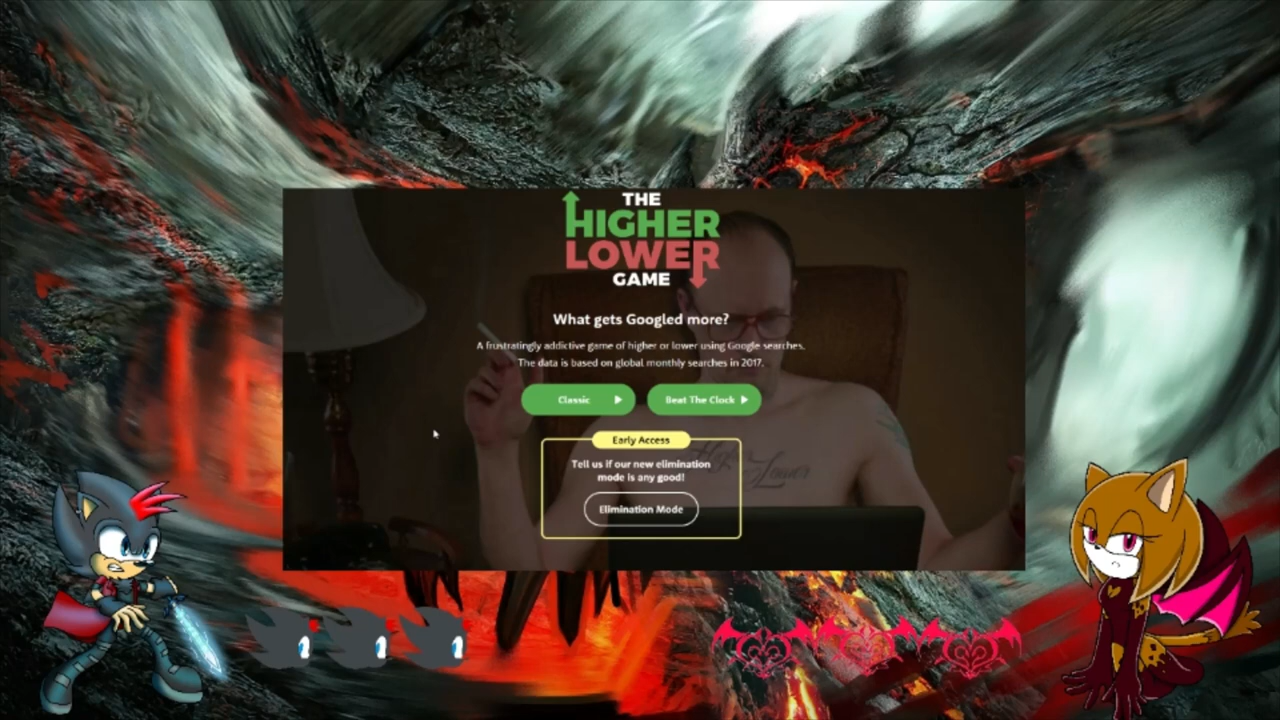 THE
HIGHER
LOWER
GAME
What gets Googled more?
A frustratingly addictive game of higher or lower using Google searches.
The data is based on global monthly searches in 2017.
Classic
Beat The Clock
Early Access
Tell us if our new elimination
mode is any good!
Higher Lower
Elimination Mode